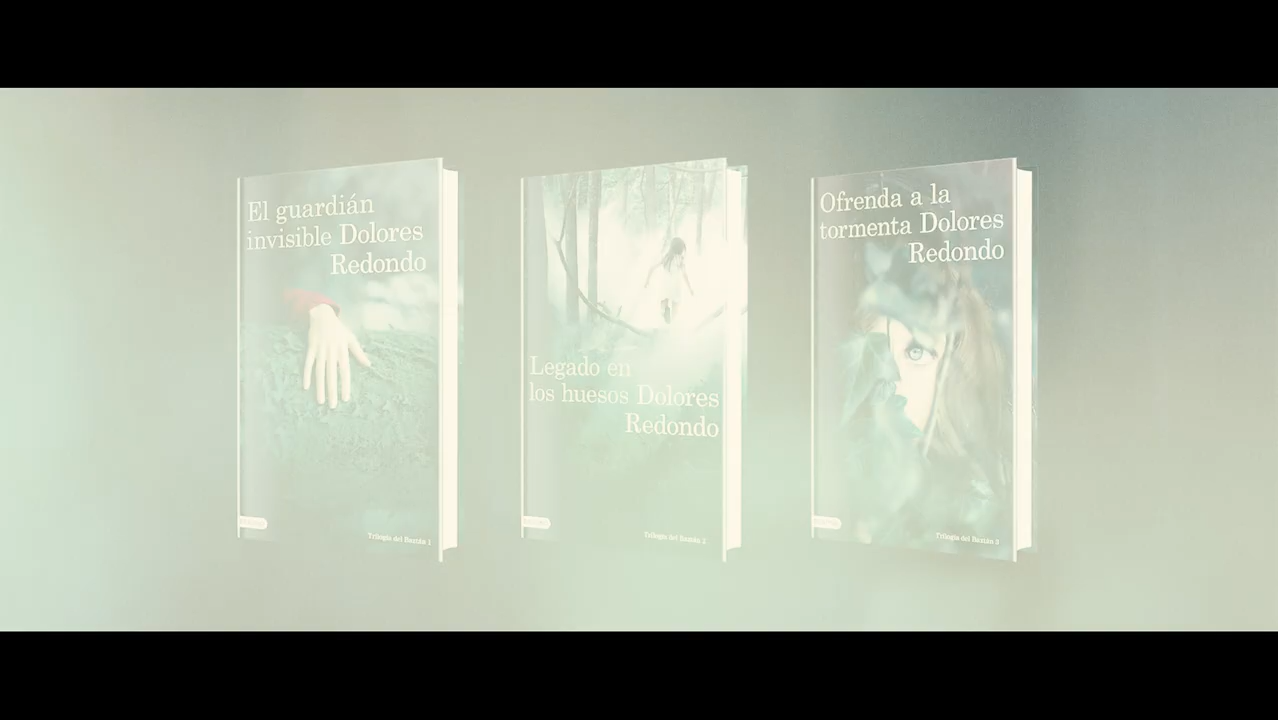 El guardián
invisible Dolores
Redondo
Trilogía del Baztán 1
Legado en
los huesos Dolores
Redondo
Trilogía del Baztán 2
Ofrenda a la
tormenta Dolores
Redondo
Trilogía del Baztán 3